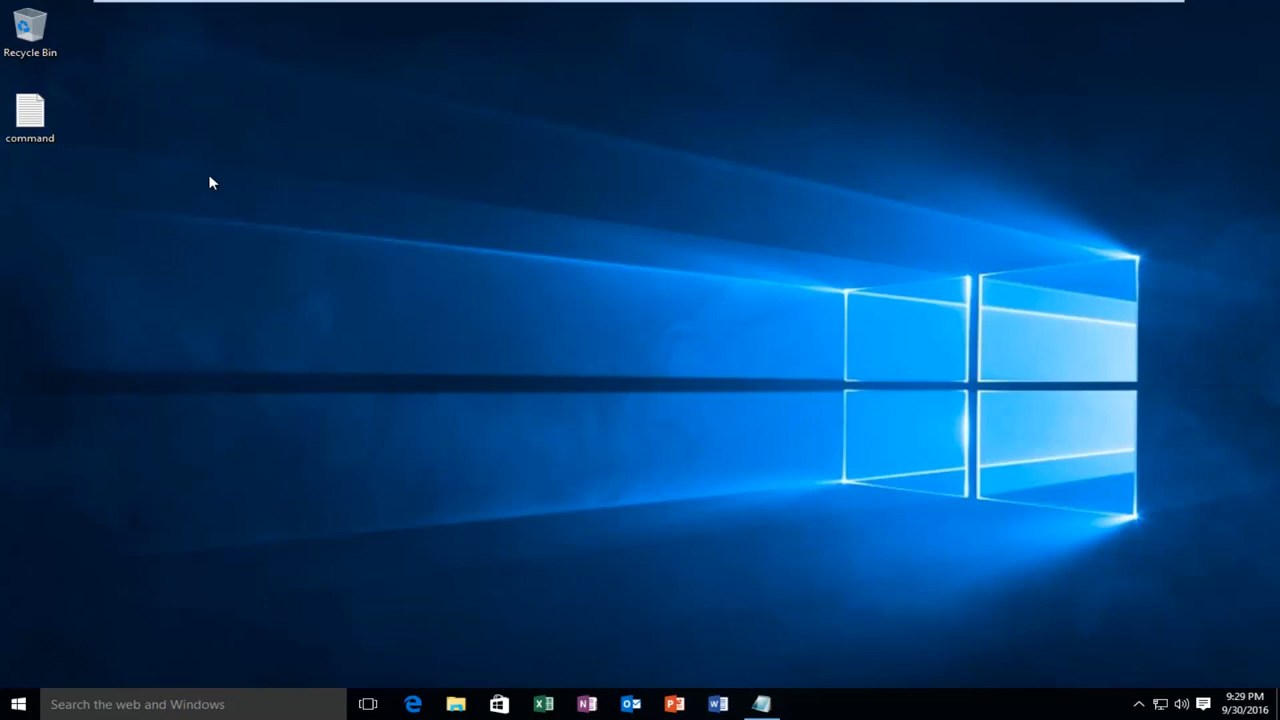 Recycle Bin
command
Search the web and Windows
9:29 PM
9/30/2016